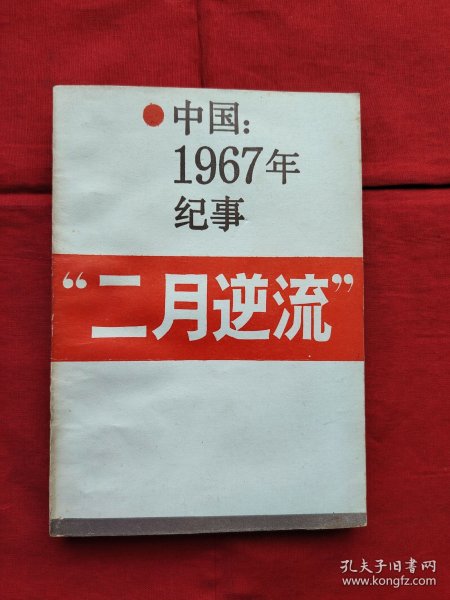 中国：
1967年
纪事
“二月逆流”
孔夫子旧书网
www.kongfz.com